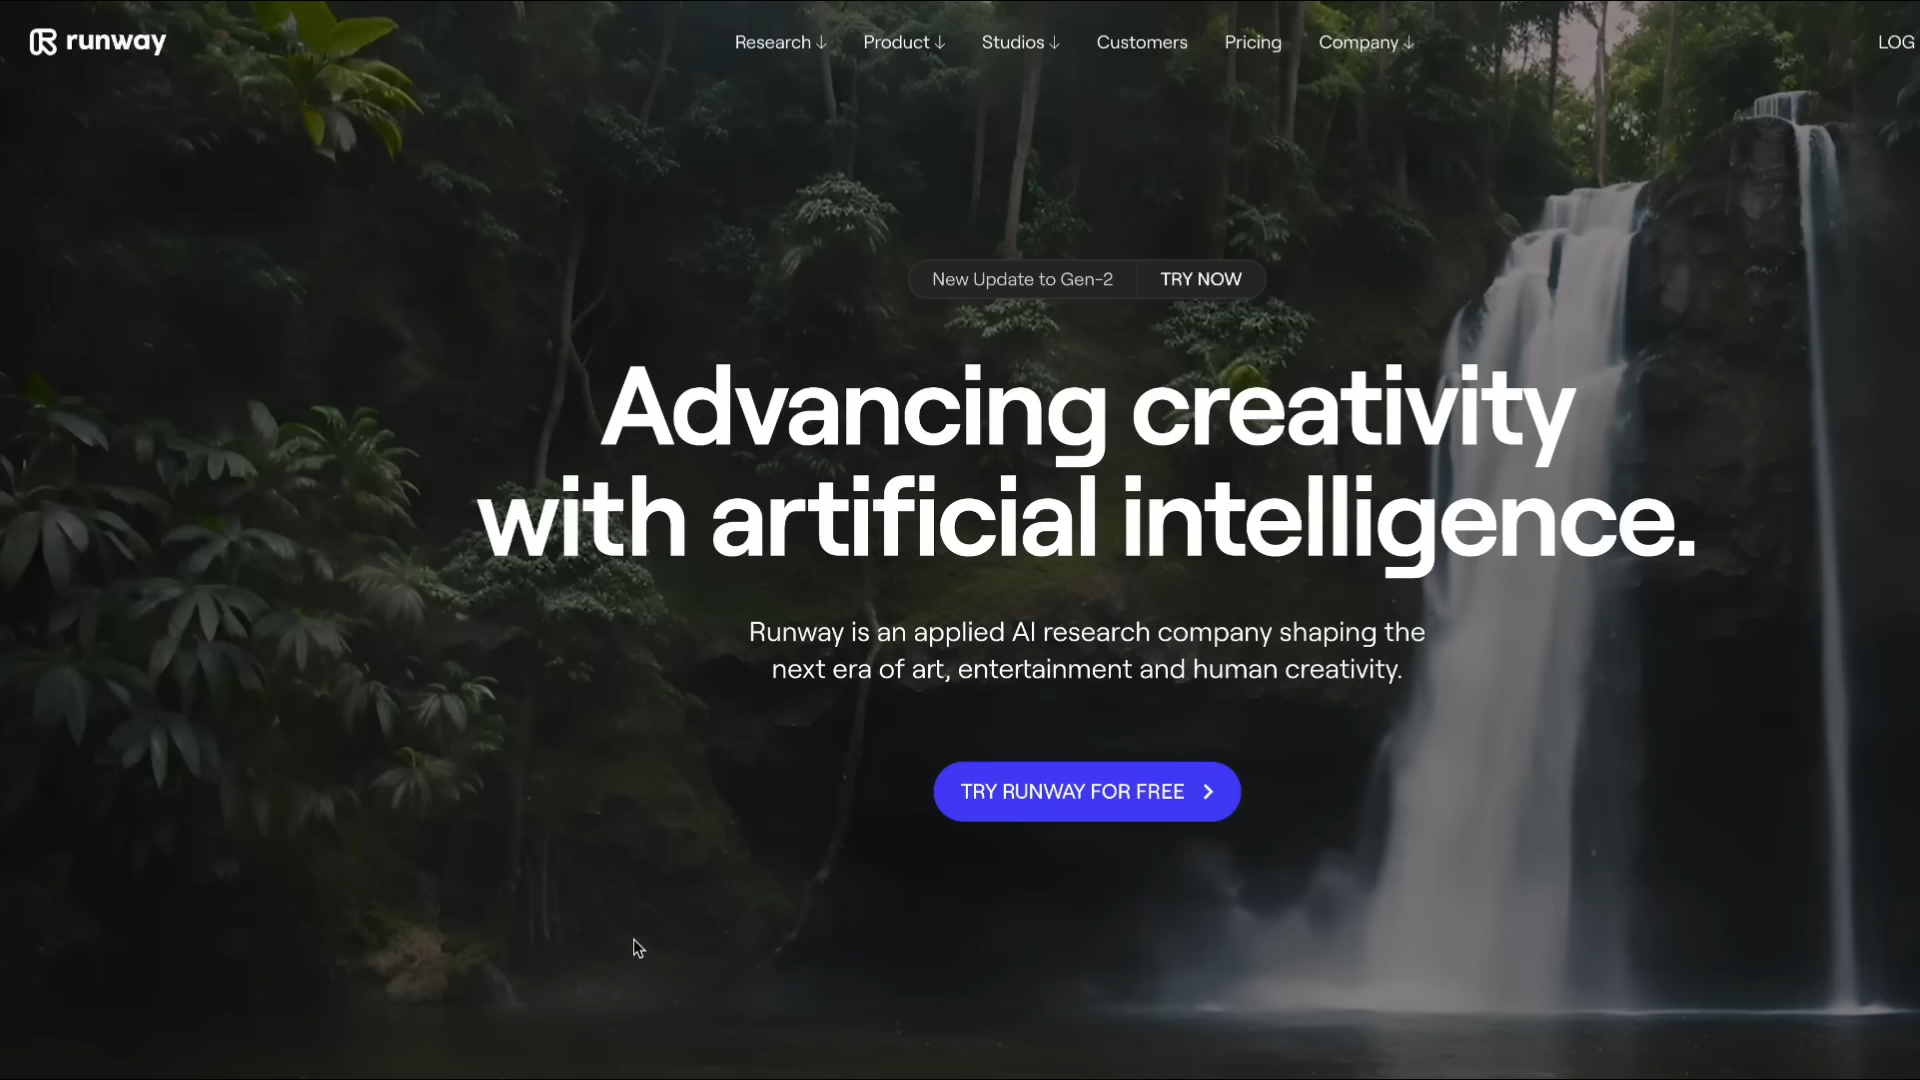 runway
Research ↓ Product ↓ Studios ↓ Customers Pricing Company ↓ LOG
New Update to Gen-2 TRY NOW
Advancing creativity
with artificial intelligence.
Runway is an applied AI research company shaping the
next era of art, entertainment and human creativity.
TRY RUNWAY FOR FREE